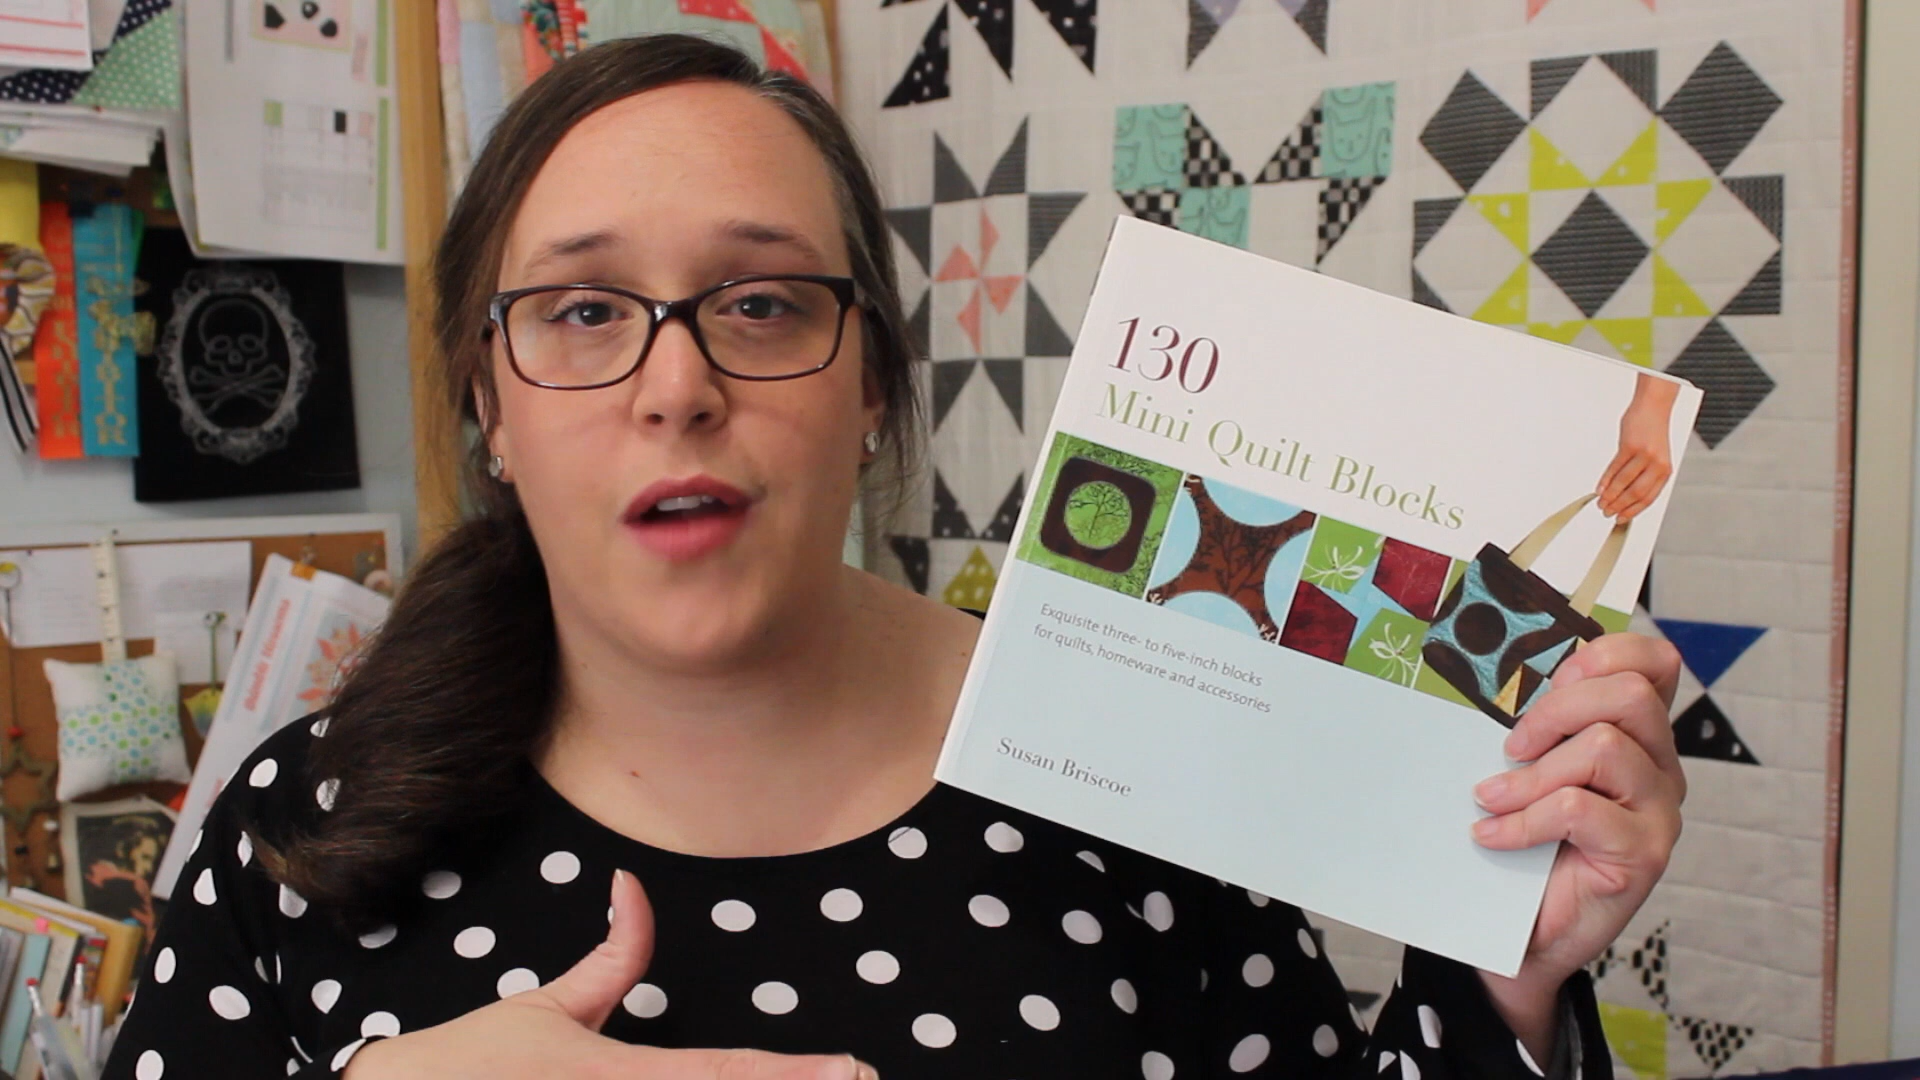 130
Mini Quilt Blocks
Exquisite three- to five-inch blocks
for quilts, homeware and accessories
Susan Briscoe